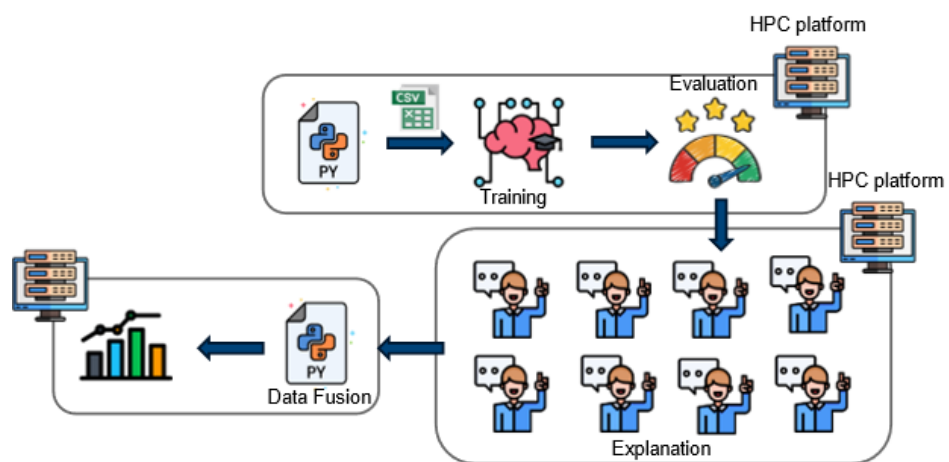 HPC platform
Evaluation
CSV
PY
Training
HPC platform
PY
Data Fusion
Explanation